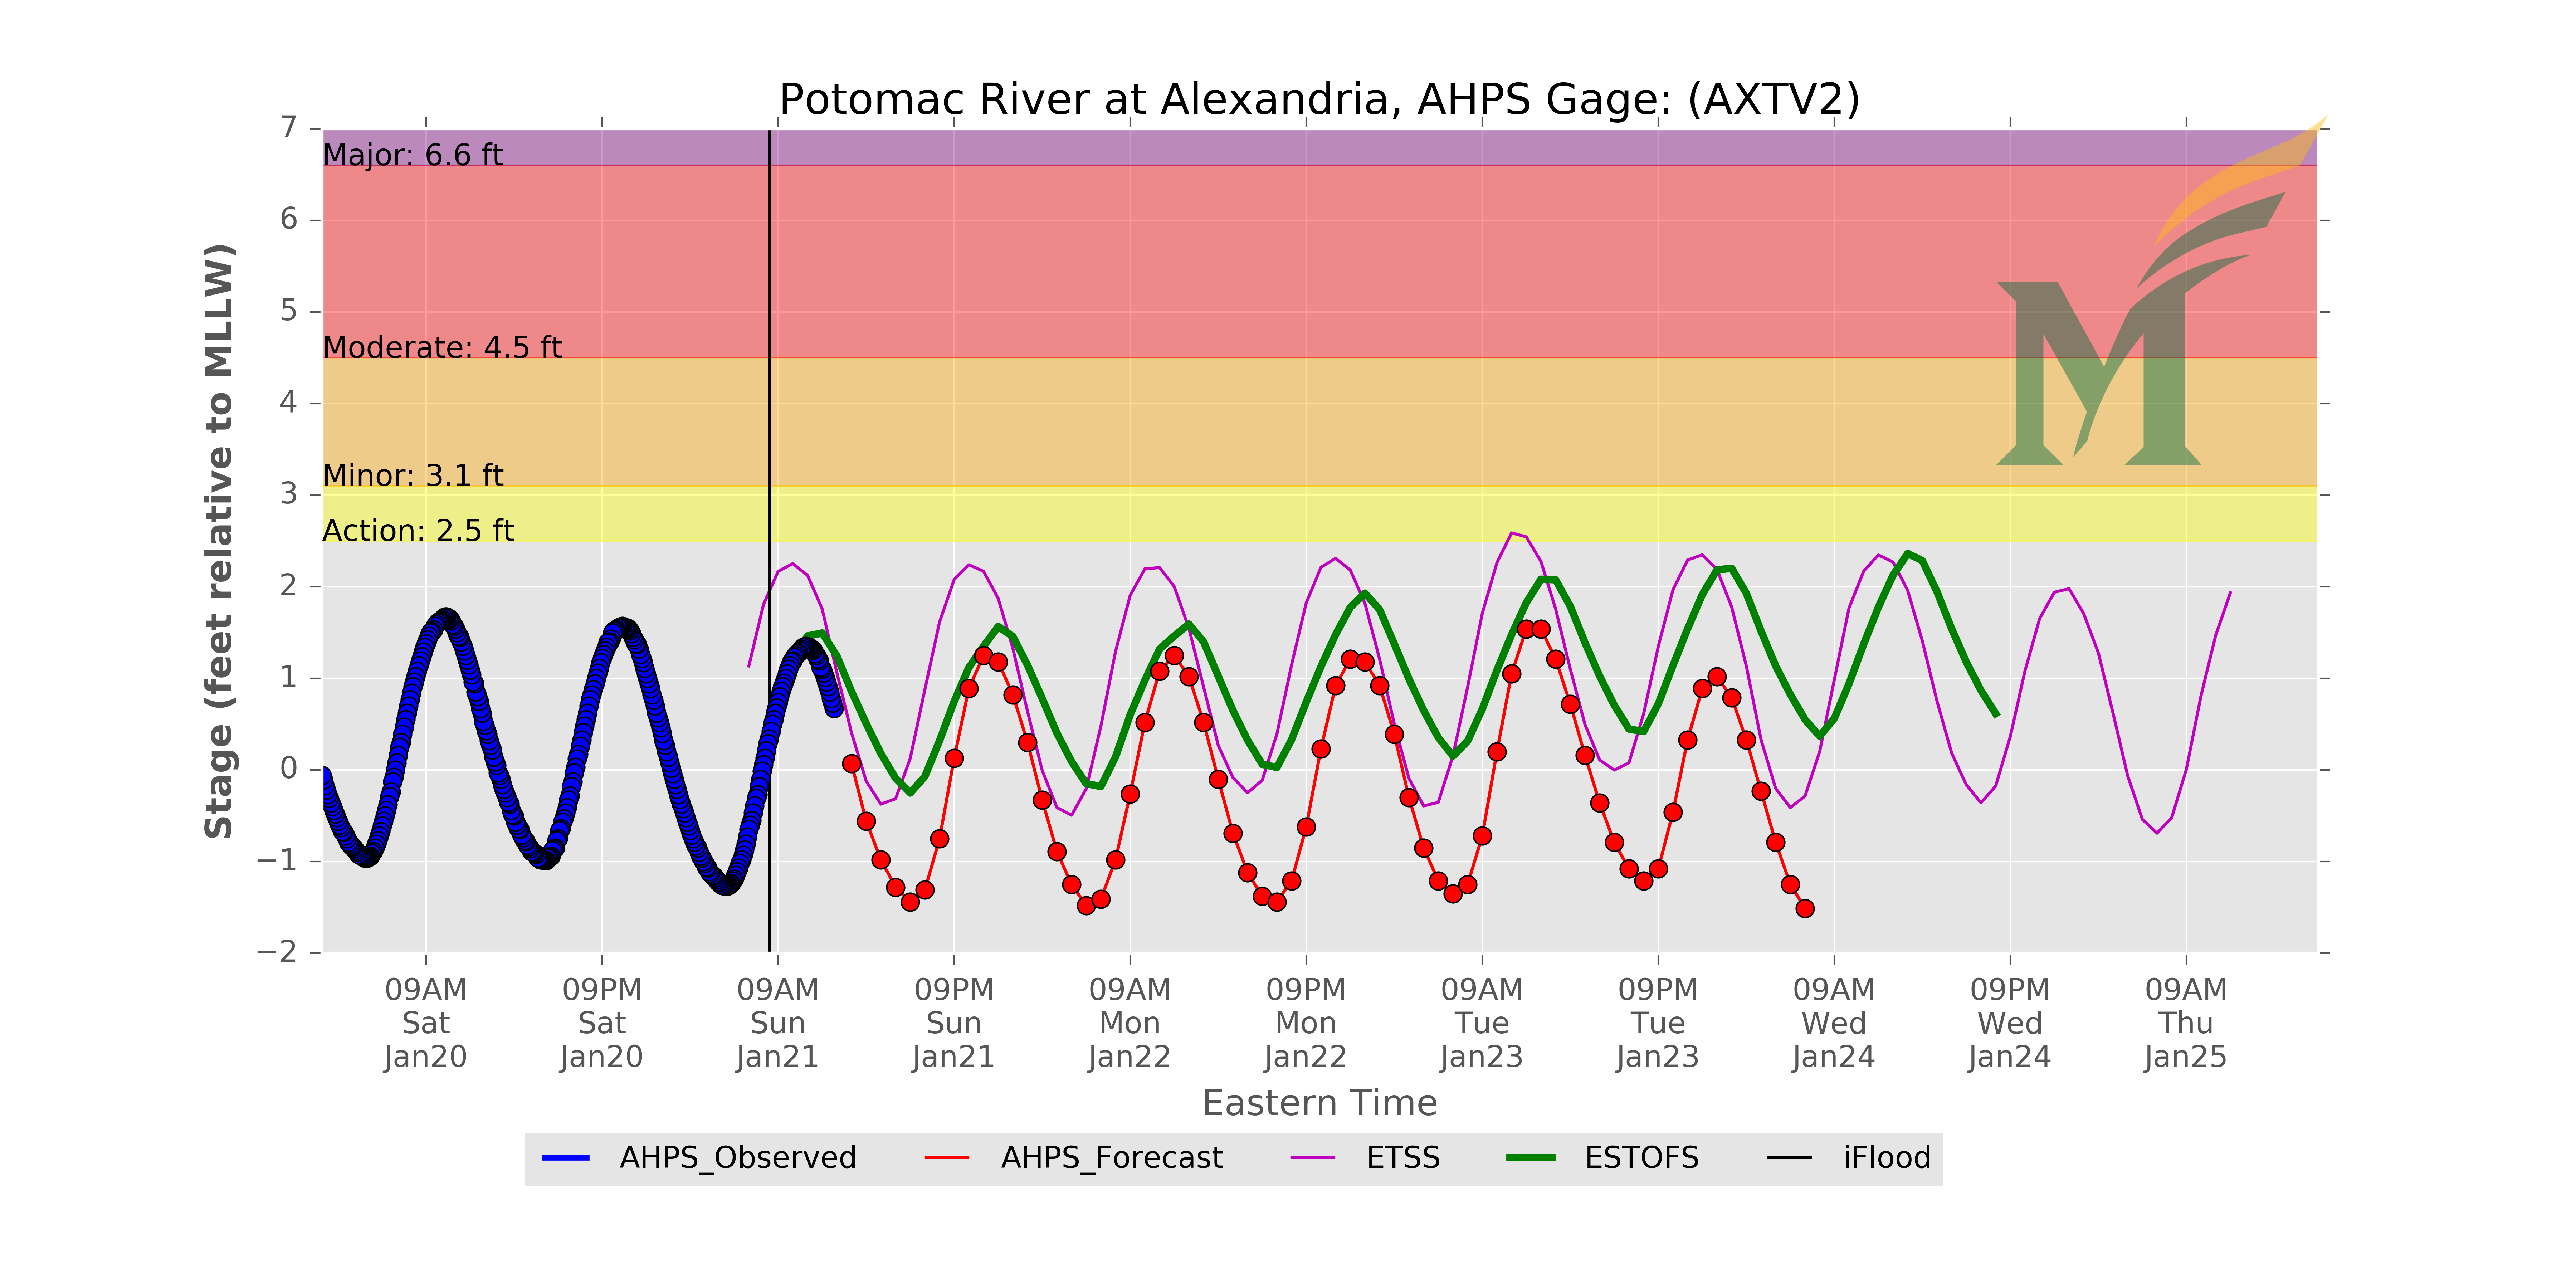 Potomac River at Alexandria, AHPS Gage: (AXTV2)
Stage (feet relative to MLLW)
7
6
5
4
3
2
1
0
−1
−2
Major: 6.6 ft
Moderate: 4.5 ft
Minor: 3.1 ft
Action: 2.5 ft
M
09AM 09PM 09AM 09PM 09AM 09PM 09AM 09PM 09AM 09PM 09AM
Sat Sat Sun Sun Mon Mon Tue Tue Wed Wed Thu
Jan20 Jan20 Jan21 Jan21 Jan22 Jan22 Jan23 Jan23 Jan24 Jan24 Jan25
Eastern Time
AHPS_Observed AHPS_Forecast ETSS ESTOFS iFlood